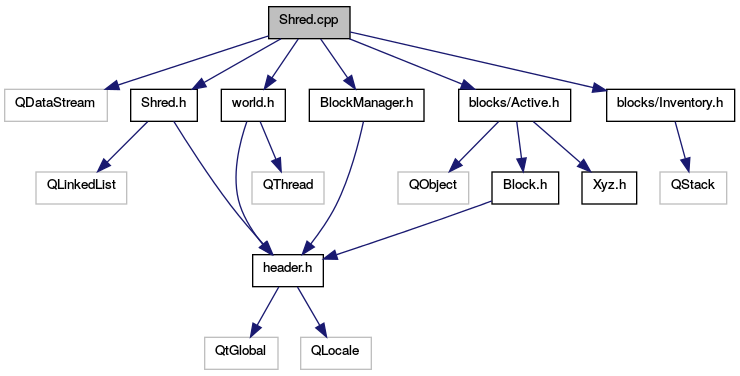 Shred.cpp
QDataStream
Shred.h
world.h
BlockManager.h
blocks/Active.h
blocks/Inventory.h
QLinkedList
QThread
QObject
Block.h
Xyz.h
QStack
header.h
QtGlobal
QLocale